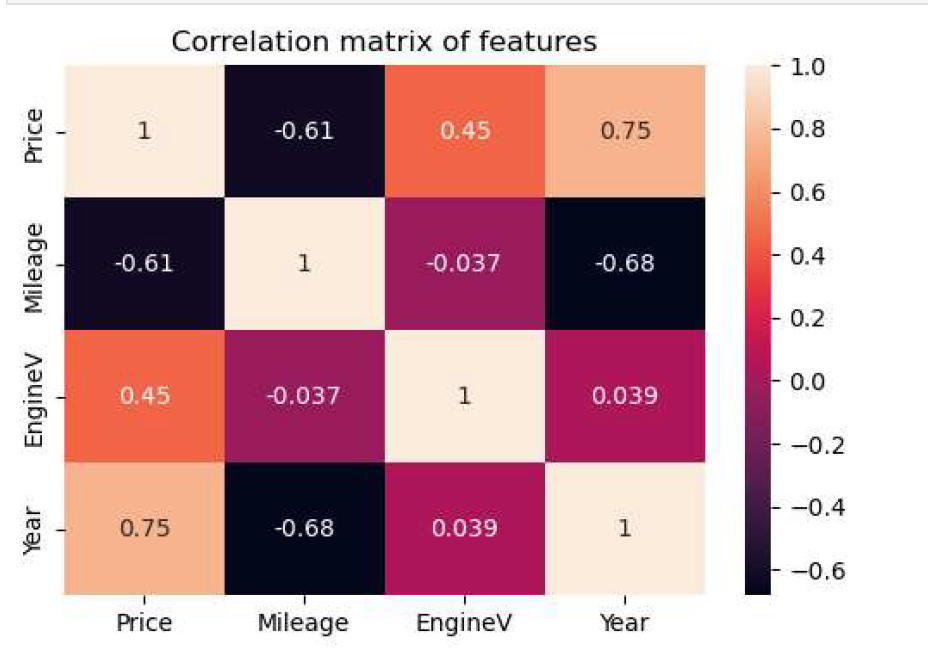 Correlation matrix of features
Price 1 -0.61 0.45 0.75
Mileage -0.61 1 -0.037 -0.68
EngineV 0.45 -0.037 1 0.039
Year 0.75 -0.68 0.039 1
Price Mileage EngineV Year
1.0
0.8
0.6
0.4
0.2
0.0
−0.2
−0.4
−0.6